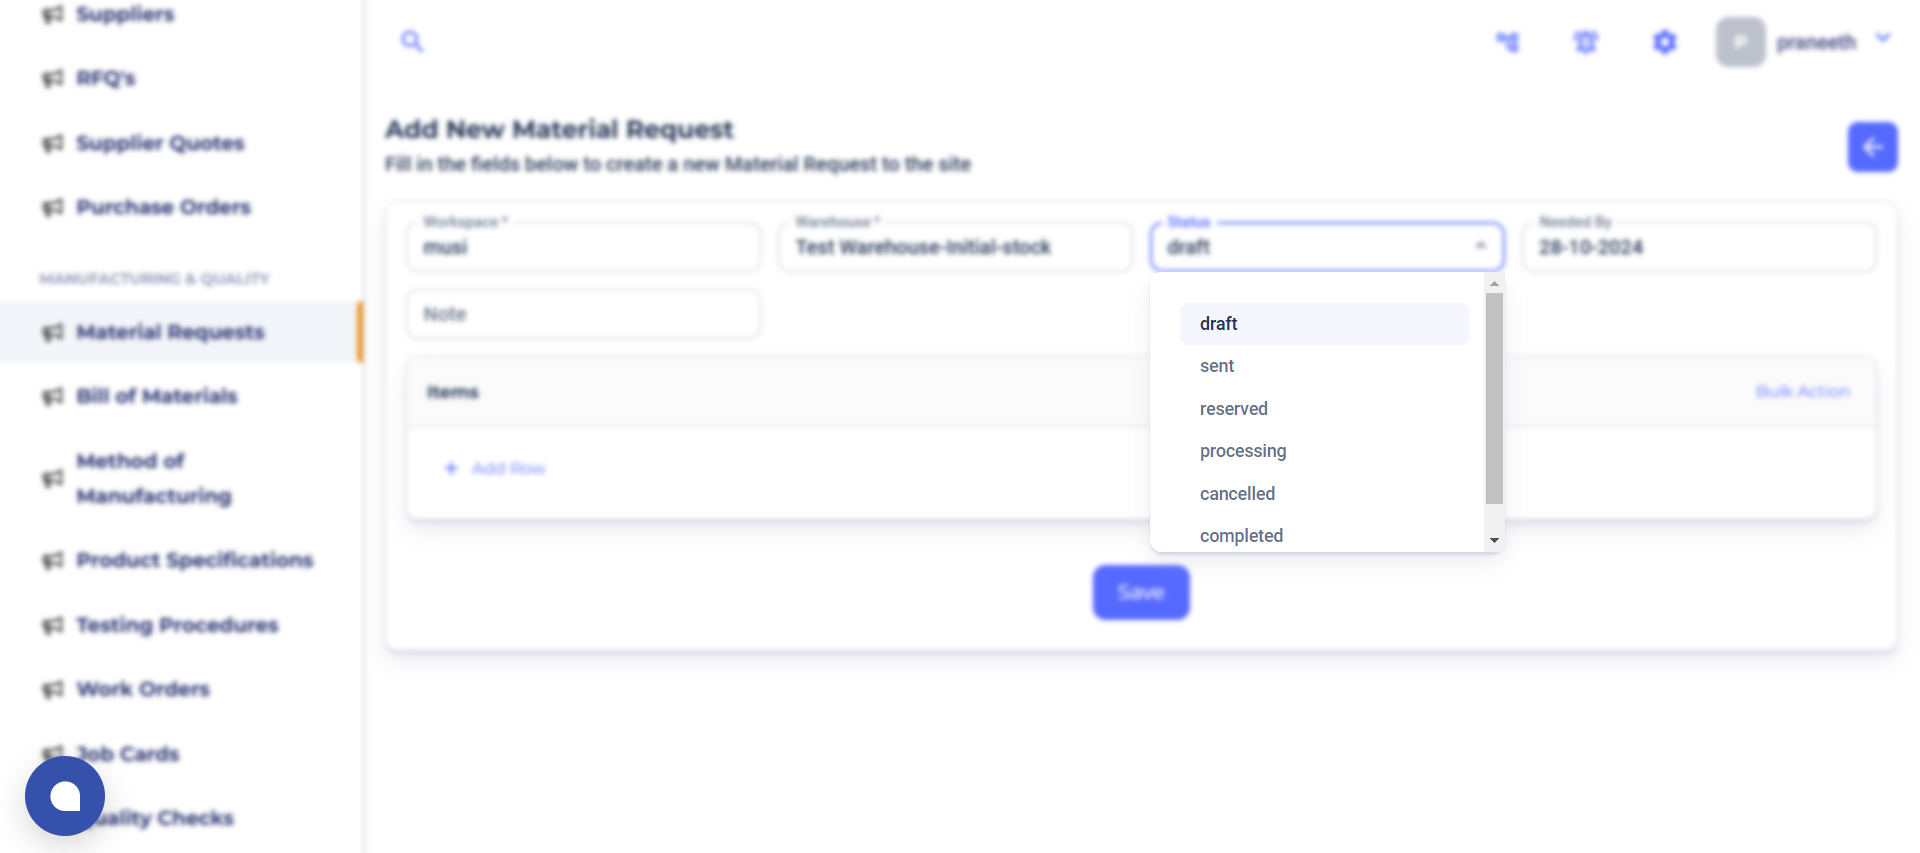 Suppliers
RFQ's
Supplier Quotes
Purchase Orders
MANUFACTURING & QUALITY
Material Requests
Bill of Materials
Method of
Manufacturing
Product Specifications
Testing Procedures
Work Orders
Job Cards
uality Checks
P praneeth
Add New Material Request
Fill in the fields below to create a new Material Request to the site
Workspace *
musi
Warehouse *
Test Warehouse-Initial-stock
Status
draft
Needed By
28-10-2024
Note
draft
sent
reserved
processing
cancelled
completed
Items
Bulk Action
+ Add Row
Save